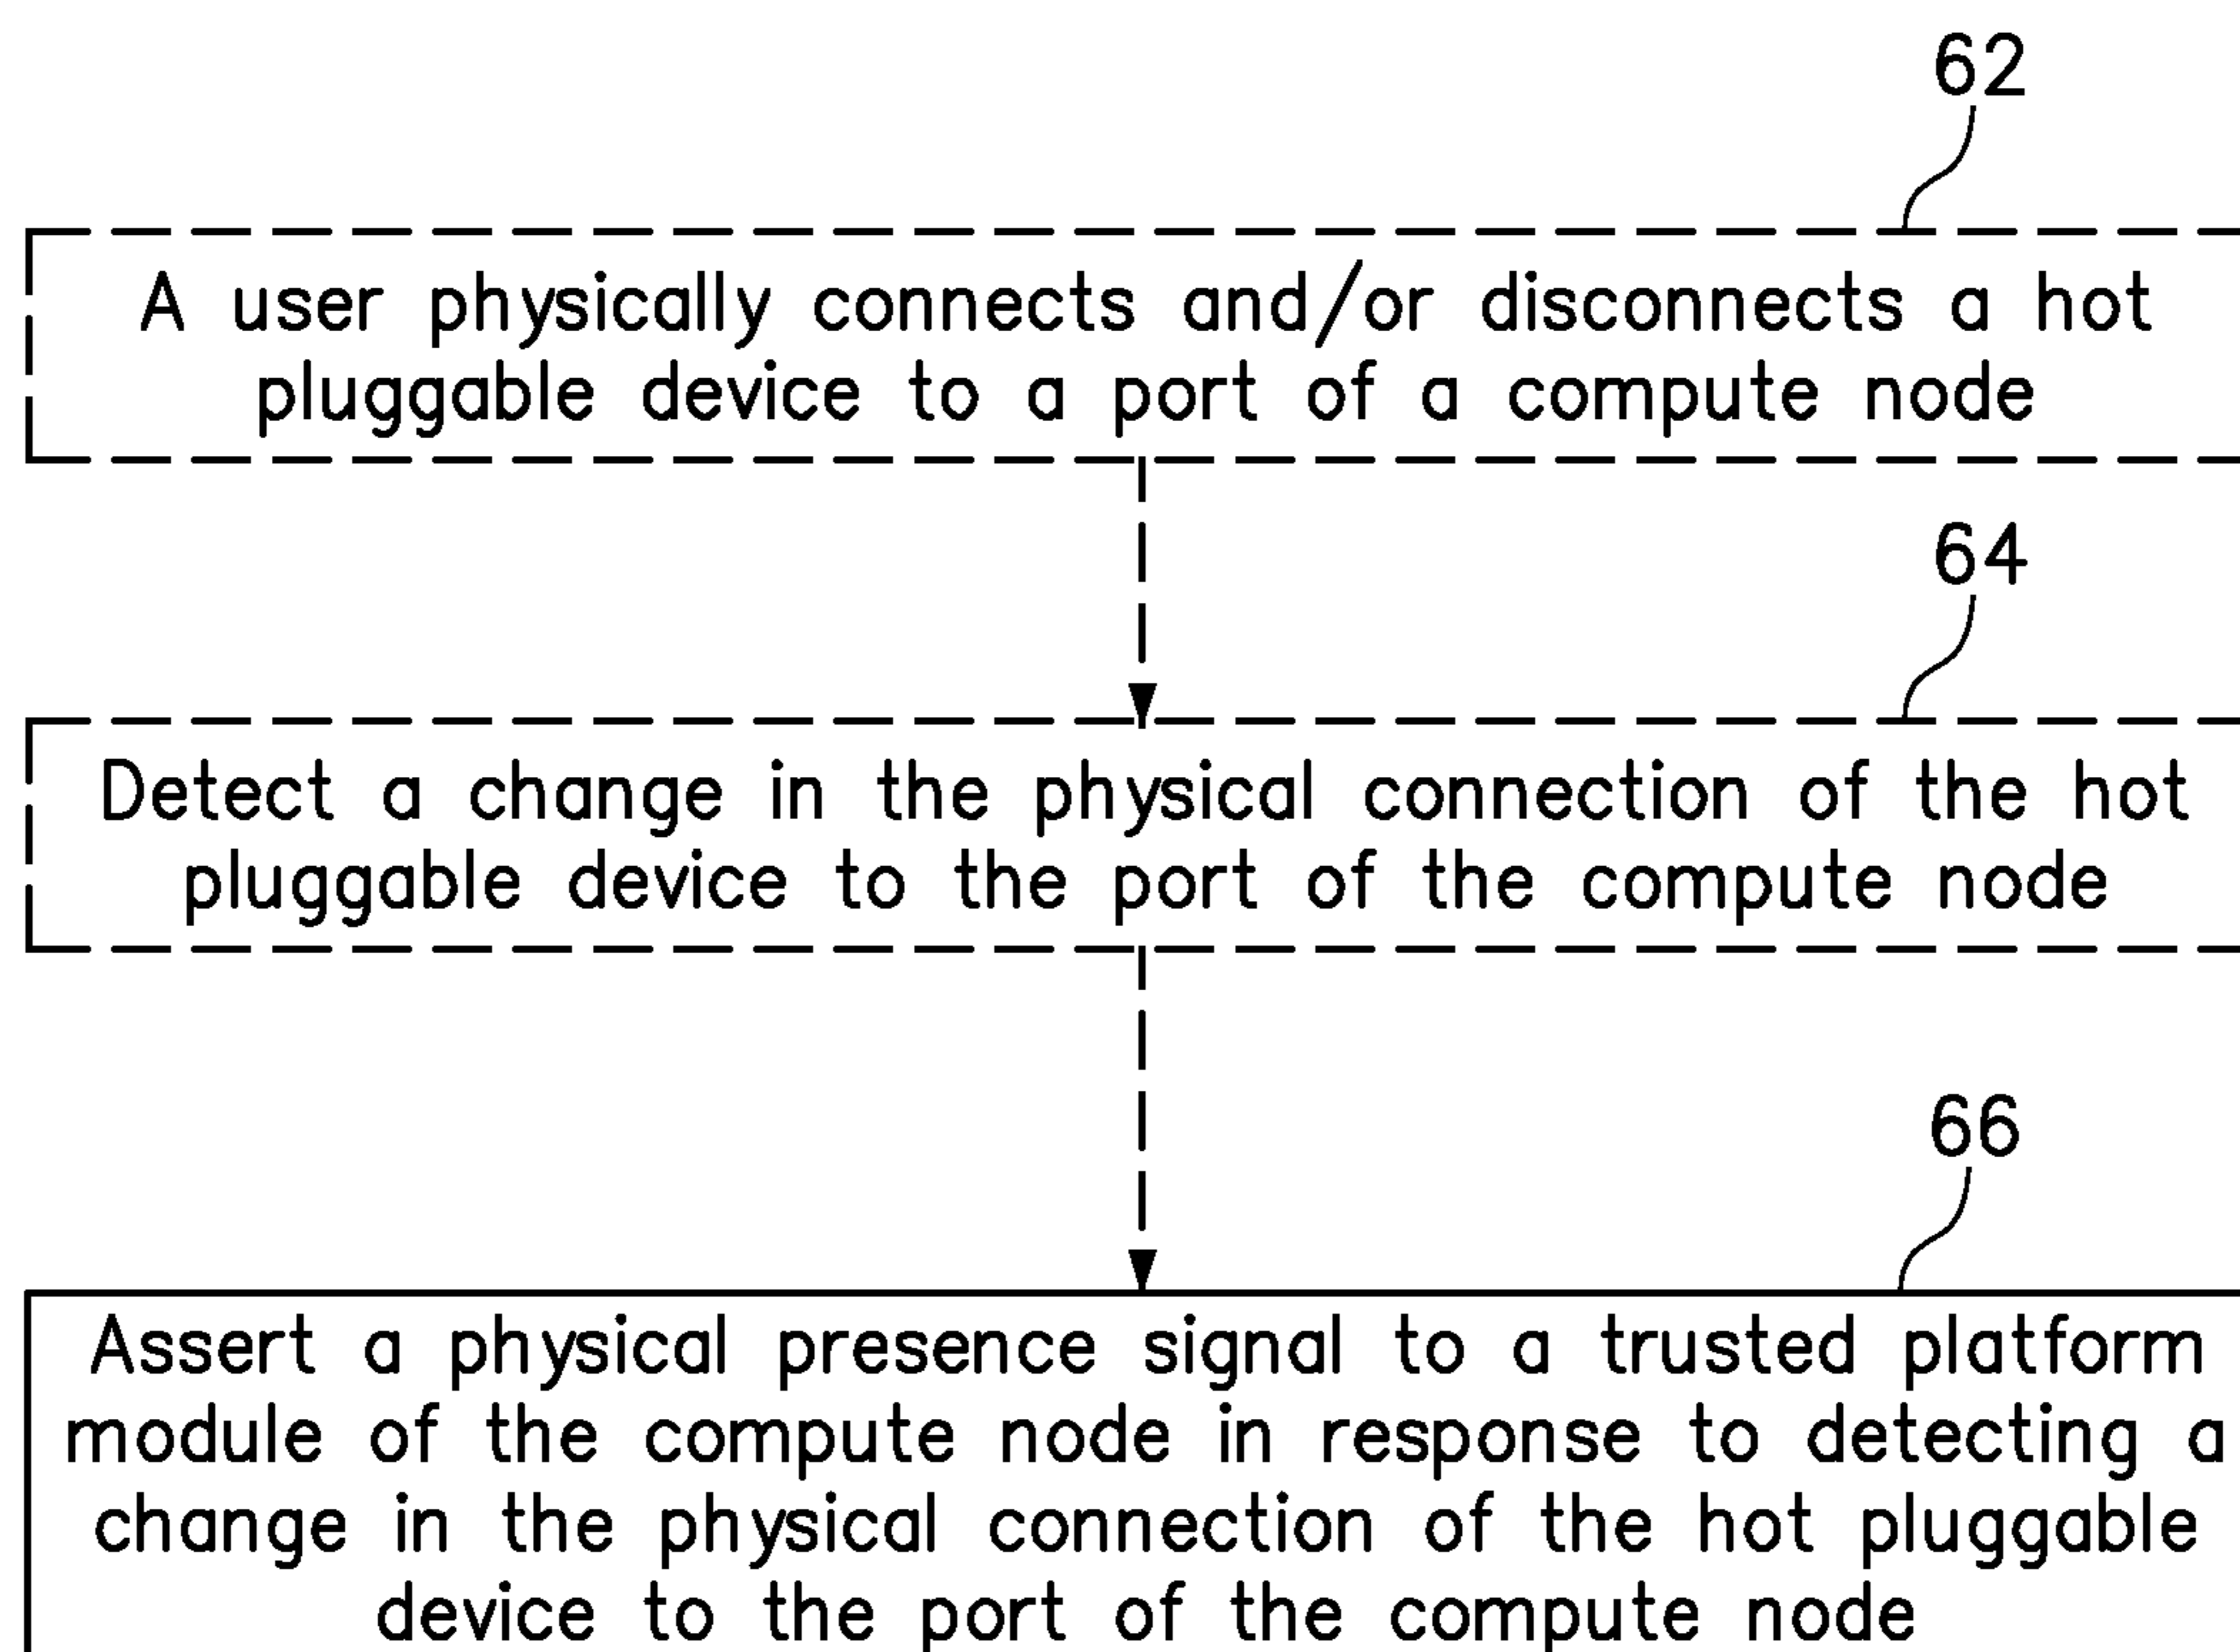 62
A user physically connects and/or disconnects a hot
pluggable device to a port of a compute node
64
Detect a change in the physical connection of the hot
pluggable device to the port of the compute node
66
Assert a physical presence signal to a trusted platform
module of the compute node in response to detecting a
change in the physical connection of the hot pluggable
device to the port of the compute node